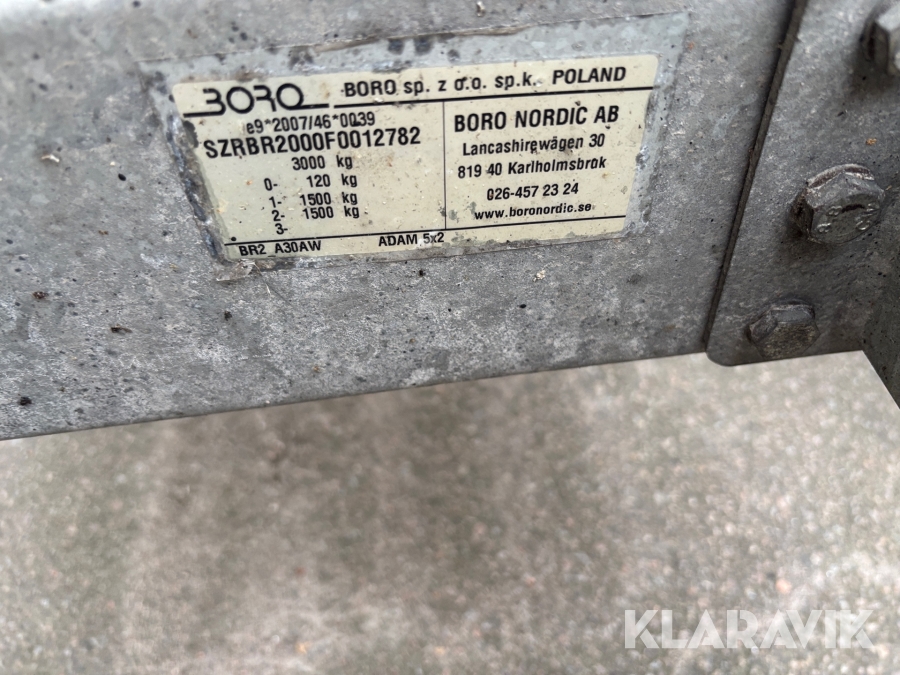 BORO BORO sp. z o.o. sp.k. POLAND
e9*2007/46*0039
SZRBR2000F0012782
3000 kg
0- 120 kg
1- 1500 kg
2- 1500 kg
3-
BR2 A30AW ADAM 5x2
BORO NORDIC AB
Lancashirewägen 30
819 40 Karlholmsbruk
026-457 23 24
www.boronordic.se
KLARAVIK